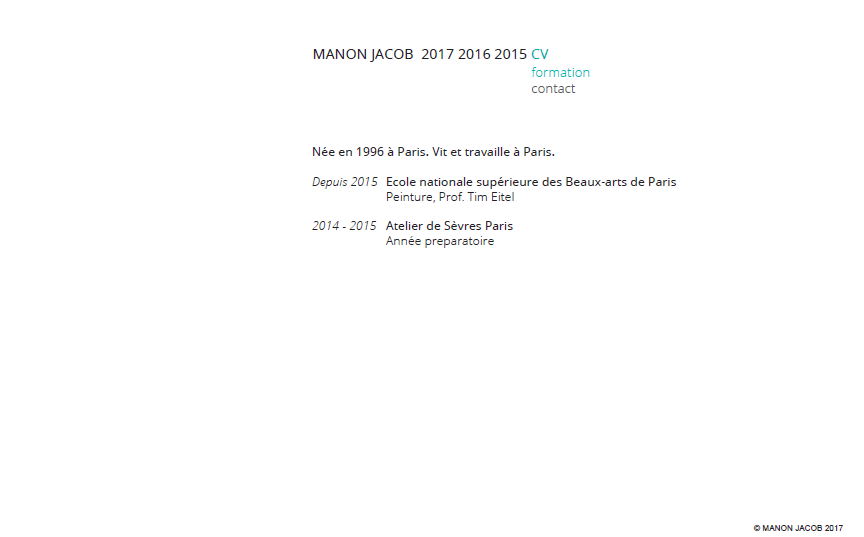 MANON JACOB 2017 2016 2015 CV
formation
contact
Née en 1996 à Paris. Vit et travaille à Paris.
Depuis 2015 Ecole nationale supérieure des Beaux-arts de Paris
Peinture, Prof. Tim Eitel
2014 - 2015 Atelier de Sèvres Paris
Année preparatoire
© MANON JACOB 2017